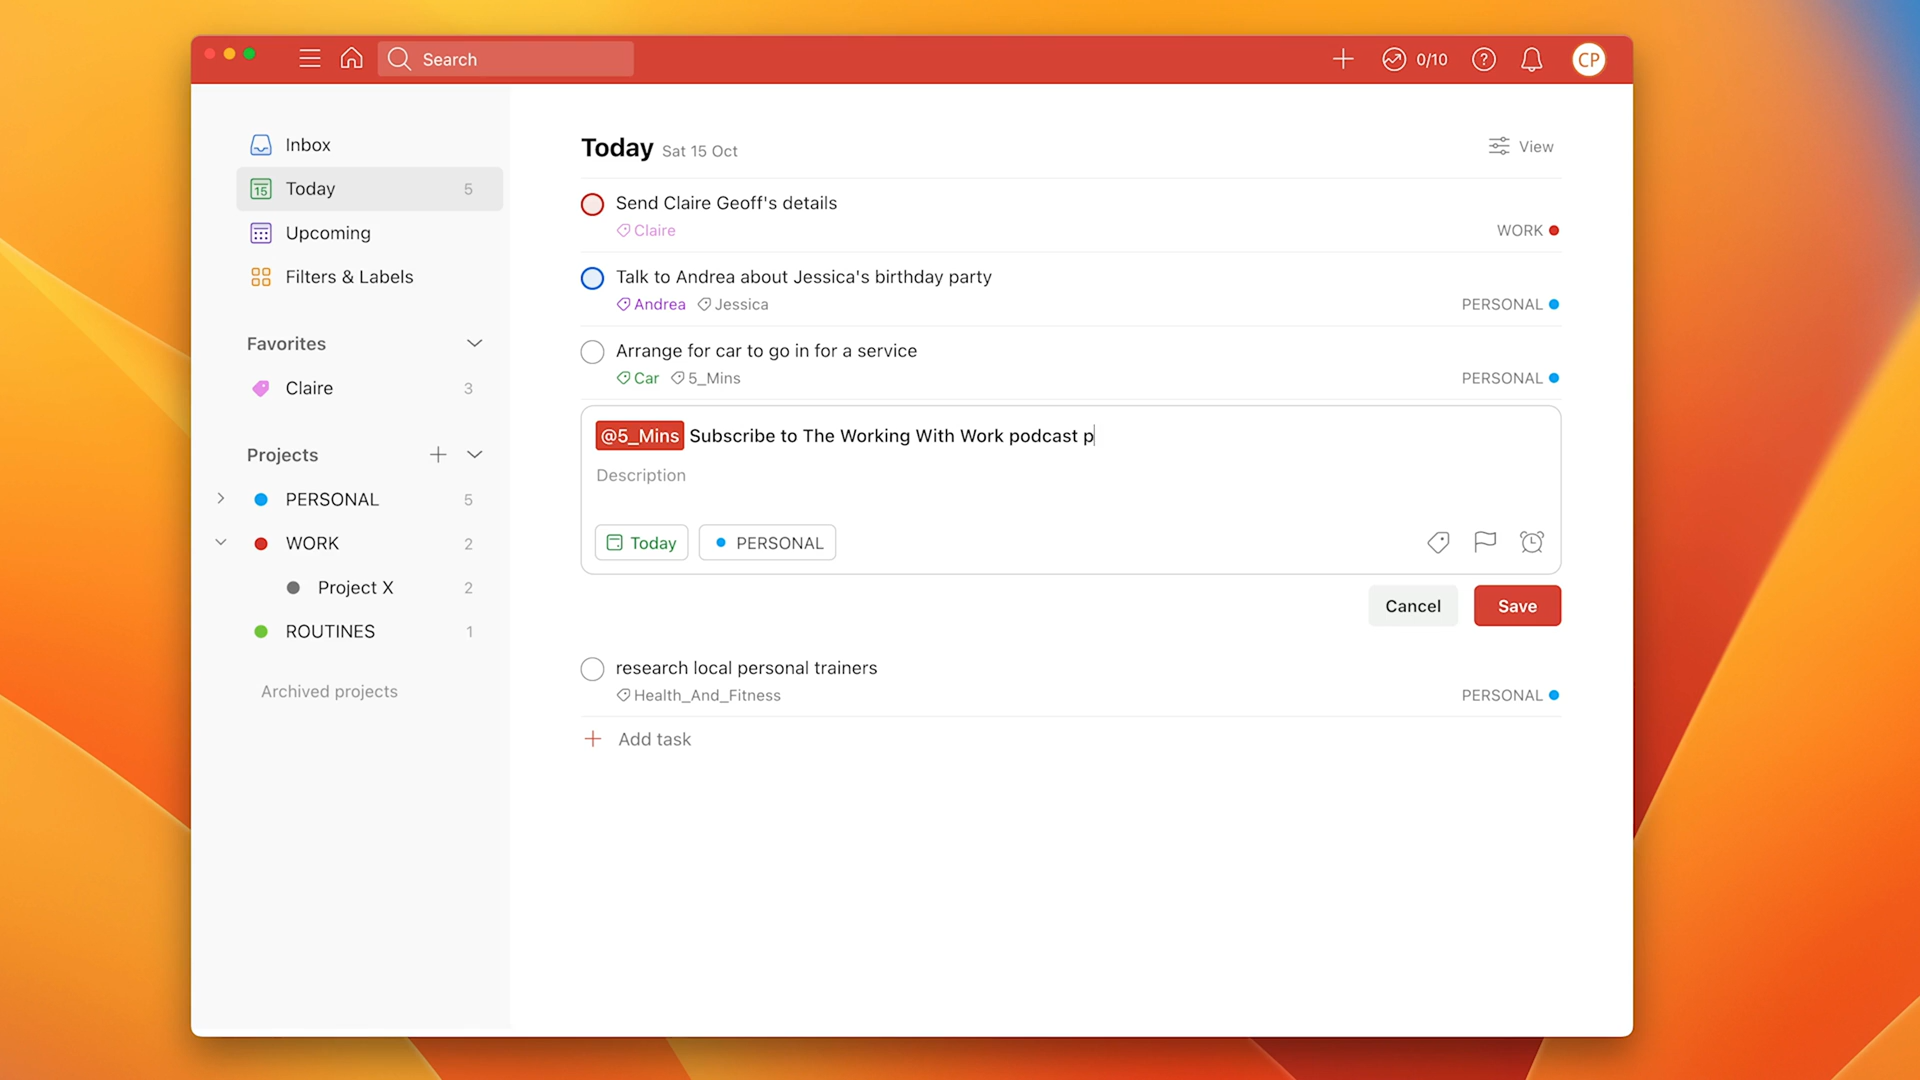 Search
0/10
CP
Inbox
15 Today 5
Upcoming
Filters & Labels
Favorites
Claire 3
Projects
PERSONAL 5
WORK 2
Project X 2
ROUTINES 1
Archived projects
Today Sat 15 Oct
View
Send Claire Geoff's details
Claire
WORK
Talk to Andrea about Jessica's birthday party
Andrea Jessica
PERSONAL
Arrange for car to go in for a service
Car 5_Mins
PERSONAL
@5_Mins Subscribe to The Working With Work podcast p
Description
Today PERSONAL
Cancel Save
research local personal trainers
Health_And_Fitness
PERSONAL
Add task